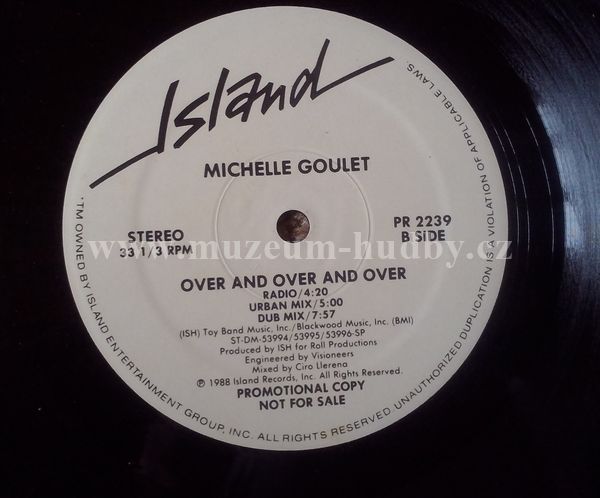 Island
MICHELLE GOULET
STEREO
33 1/3 RPM
PR 2239
B SIDE
www.muzeum-hudby.cz
OVER AND OVER AND OVER
RADIO/4:20
URBAN MIX/5:00
DUB MIX/7:57
(ISH) Toy Band Music, Inc./Blackwood Music, Inc. (BMI)
ST-DM-53994/53995/53996-SP
Produced by ISH for Roll Productions
Engineered by Visioneers
Mixed by Ciro Llerena
℗ 1988 Island Records, Inc. All Rights Reserved.
PROMOTIONAL COPY
NOT FOR SALE
*TM OWNED BY ISLAND ENTERTAINMENT GROUP, INC. ALL RIGHTS RESERVED UNAUTHORIZED DUPLICATION IS A VIOLATION OF APPLICABLE LAWS.